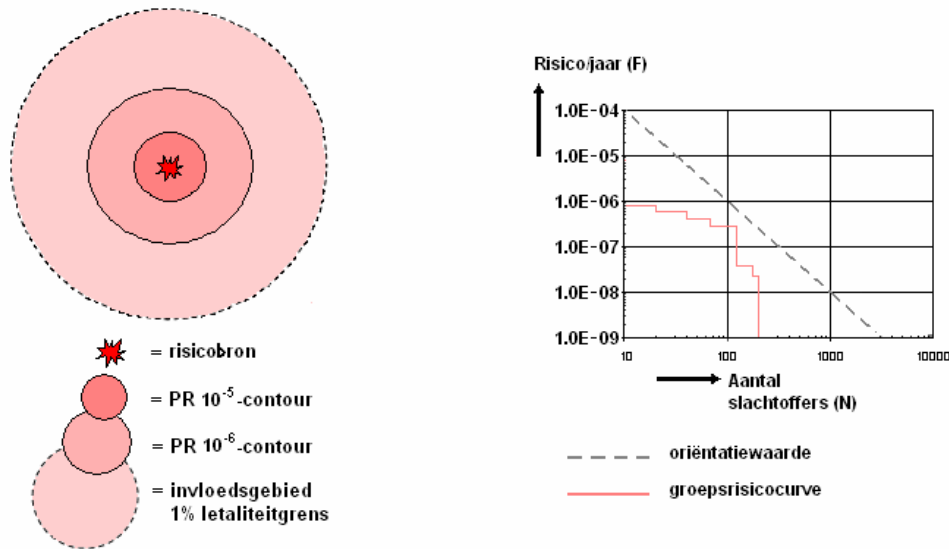 = risicobron
= PR 10⁻⁵-contour
= PR 10⁻⁶-contour
= invloedsgebied
1% letaliteitgrens
Risico/jaar (F)
1.0E-04
1.0E-05
1.0E-06
1.0E-07
1.0E-08
1.0E-09
10 100 1000 10000
Aantal
slachtoffers (N)
oriëntatiewaarde
groepsrisicocurve